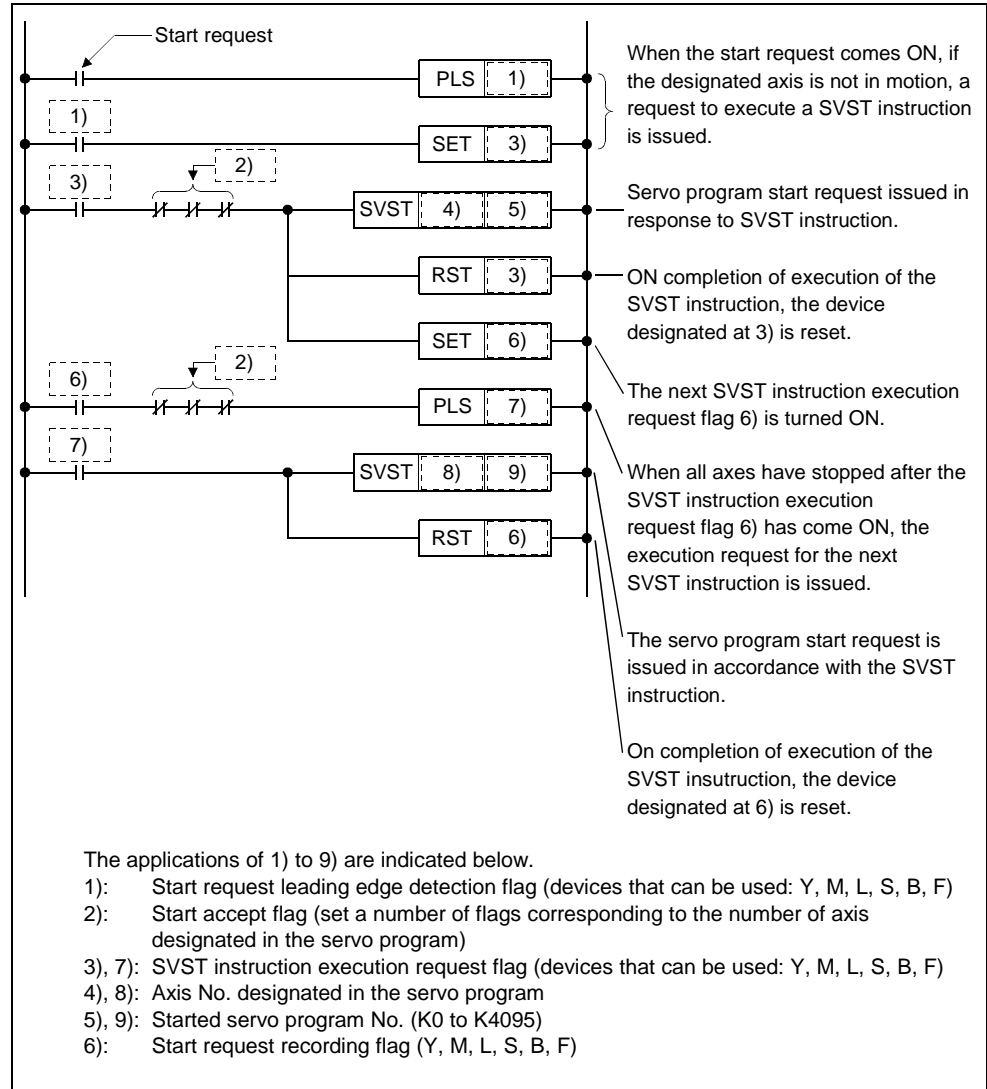 Start request
PLS 1)
1)
SET 3)
3)
2)
SVST 4) 5)
RST 3)
SET 6)
6)
2)
PLS 7)
7)
SVST 8) 9)
RST 6)
When the start request comes ON, if
the designated axis is not in motion, a
request to execute a SVST instruction
is issued.
Servo program start request issued in
response to SVST instruction.
ON completion of execution of the
SVST instruction, the device
designated at 3) is reset.
The next SVST instruction execution
request flag 6) is turned ON.
When all axes have stopped after the
SVST instruction execution
request flag 6) has come ON, the
execution request for the next
SVST instruction is issued.
The servo program start request is
issued in accordance with the SVST
instruction.
On completion of execution of the
SVST insutruction, the device
designated at 6) is reset.
The applications of 1) to 9) are indicated below.
1): Start request leading edge detection flag (devices that can be used: Y, M, L, S, B, F)
2): Start accept flag (set a number of flags corresponding to the number of axis
designated in the servo program)
3), 7): SVST instruction execution request flag (devices that can be used: Y, M, L, S, B, F)
4), 8): Axis No. designated in the servo program
5), 9): Started servo program No. (K0 to K4095)
6): Start request recording flag (Y, M, L, S, B, F)